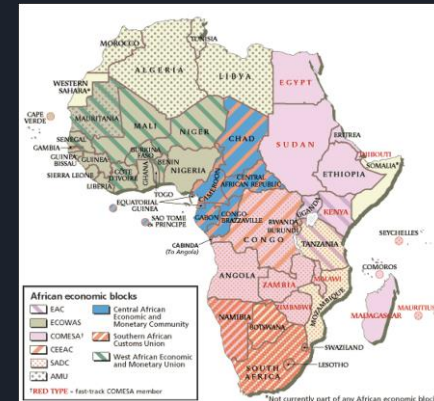 TUNISIA
MOROCCO
ALGERIA
LIBYA
EGYPT
WESTERN
SAHARA*
CAPE
VERDE
MAURITANIA
MALI
NIGER
CHAD
SUDAN
ERITREA
DJIBOUTI
SENEGAL
GAMBIA
GUINEA
BISSAU
GUINEA
BURKINA
FASO
BENIN
NIGERIA
ETHIOPIA
SOMALIA*
SIERRA LEONE
LIBERIA
CÔTE
D'IVOIRE
GHANA
TOGO
CAMEROON
CENTRAL
AFRICAN REPUBLIC
EQUATORIAL
GUINEA
SAO TOME
& PRINCIPE
GABON
CONGO-
BRAZZAVILLE
CONGO
UGANDA
KENYA
RWANDA
BURUNDI
TANZANIA
SEYCHELLES
CABINDA
(To Angola)
COMOROS
ANGOLA
ZAMBIA
MALAWI
MOZAMBIQUE
ZIMBABWE
MADAGASCAR
MAURITIUS
NAMIBIA
BOTSWANA
SWAZILAND
LESOTHO
SOUTH
AFRICA
African economic blocks
EAC
ECOWAS
COMESA†
CEEAC
SADC
AMU
Central African
Economic and
Monetary Community
Southern African
Customs Union
West African Economic
and Monetary Union
†RED TYPE = fast-track COMESA member
*Not currently part of any African economic block